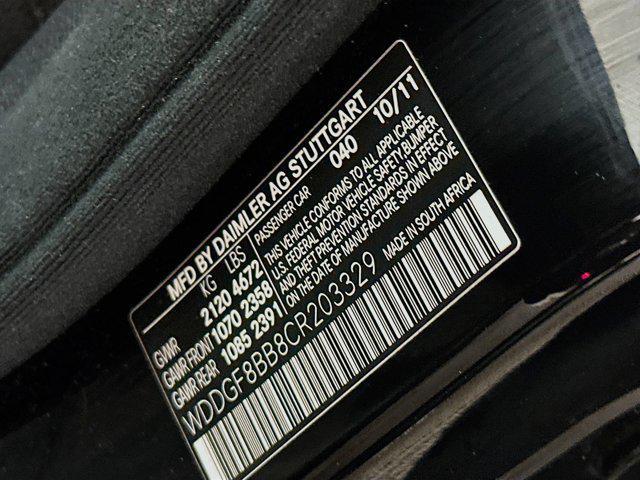 MFD BY DAIMLER AG STUTTGART
KG LBS PASSENGER CAR 040 10/11
GVWR 2120 4672
GAWR FRONT 1070 2358
GAWR REAR 1085 2391
THIS VEHICLE CONFORMS TO ALL APPLICABLE
U.S. FEDERAL MOTOR VEHICLE SAFETY, BUMPER
AND THEFT PREVENTION STANDARDS IN EFFECT
ON THE DATE OF MANUFACTURE SHOWN ABOVE
WDDGF8BB8CR203329 MADE IN SOUTH AFRICA